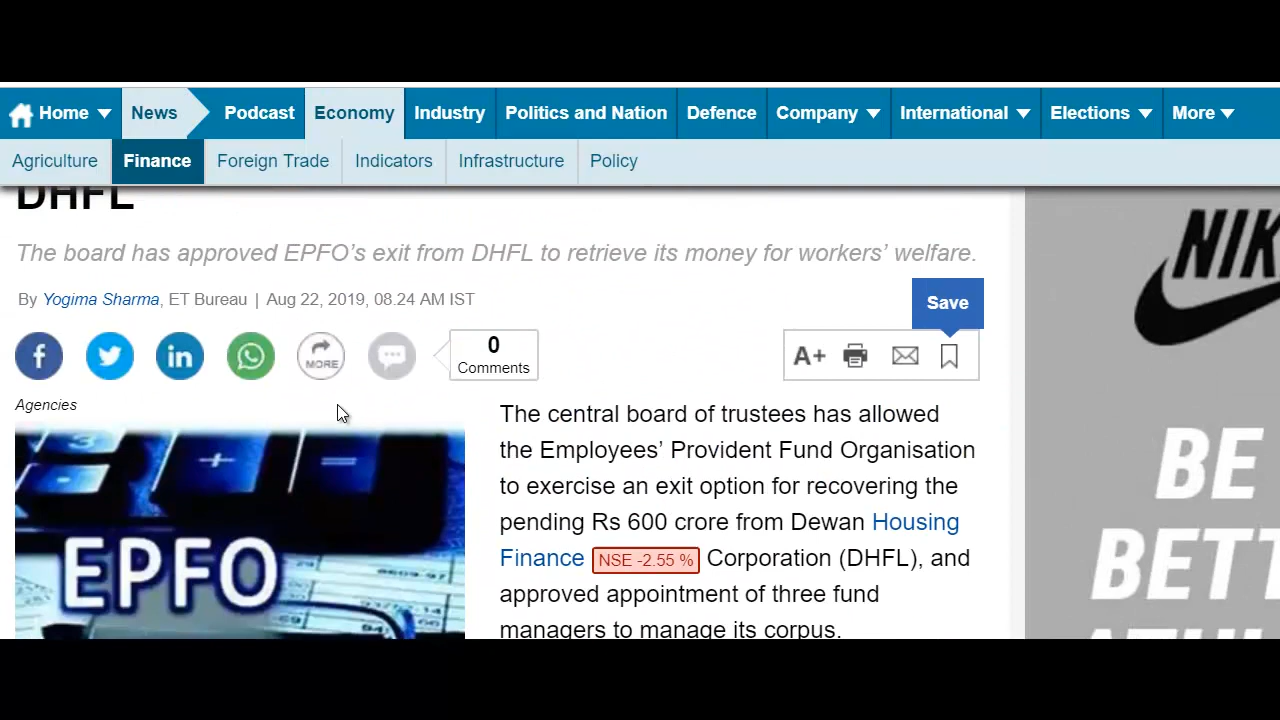 Home News Podcast Economy Industry Politics and Nation Defence Company International Elections More
Agriculture Finance Foreign Trade Indicators Infrastructure Policy
DHFL
The board has approved EPFO's exit from DHFL to retrieve its money for workers' welfare.
By Yogima Sharma, ET Bureau | Aug 22, 2019, 08.24 AM IST
Save
MORE
0
Comments
A+
Agencies
EPFO
The central board of trustees has allowed
the Employees' Provident Fund Organisation
to exercise an exit option for recovering the
pending Rs 600 crore from Dewan Housing
Finance NSE -2.55 % Corporation (DHFL), and
approved appointment of three fund
managers to manage its corpus.
NIK
BE
BETT